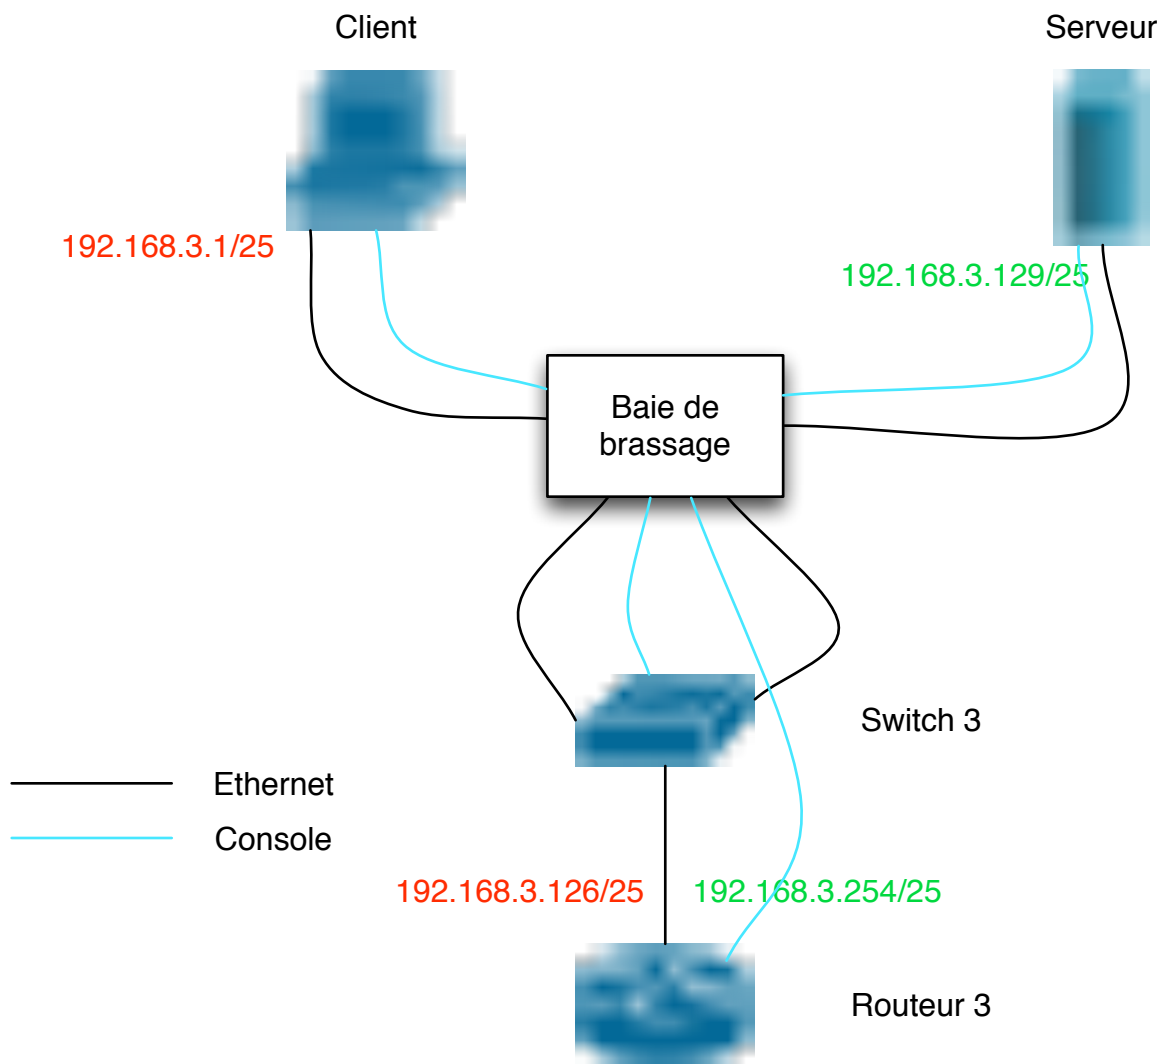 Client
Serveur
192.168.3.1/25
192.168.3.129/25
Baie de
brassage
Switch 3
Ethernet
Console
192.168.3.126/25
192.168.3.254/25
Routeur 3